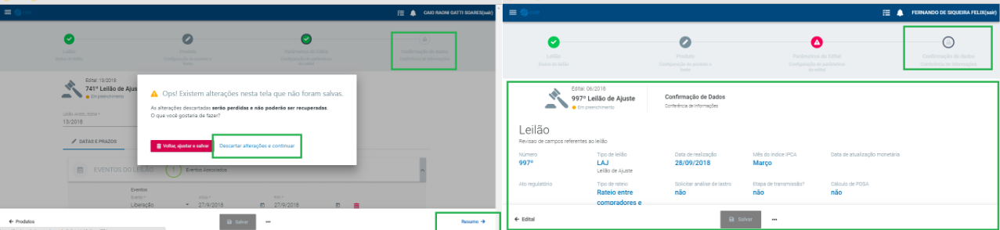 CAIO RAONI GATTI SOARES(sair)
Leilão
Dados do leilão
Produto
Configuração de produto e
Parâmetros do Edital
Configuração de parâmetros
do edital
Confirmação de dados
Conferência de informações
Edital: 13/2018
741º Leilão de Ajus
Em preenchimento
13/2018
DATAS E PRAZOS
Ops! Existem alterações nesta tela que não foram salvas.
As alterações descartadas serão perdidas e não poderão ser recuperadas.
O que você gostaria de fazer?
Voltar, ajustar e salvar
Descartar alterações e continuar
EVENTOS DO LEILÃO
1
Eventos Associados
Eventos
Evento *
Liberação
27/9/2018
27/9/2018
← Produtos
Salvar
Resumo →
FERNANDO DE SIQUEIRA FELIX(sair)
Leilão
Dados do leilão
Produto
Configuração de produto e
Parâmetros do Edital
Configuração de parâmetros
do edital
Confirmação de dados
Conferência de informações
Edital: 06/2018
997º Leilão de Ajuste
Em preenchimento
Confirmação de Dados
Conferência de Informações
Leilão
Revisão de campos referentes ao leilão
Número
997º
Tipo de leilão
LAJ
Leilão de Ajuste
Data de realização
28/09/2018
Mês do índice IPCA
Março
Data de atualização monetária
Ato regulatório
Tipo de rateio
Rateio entre
compradores e
Solicitar análise de lastro
não
Etapa de transmissão?
não
Cálculo de PDSA
não
← Edital
Salvar